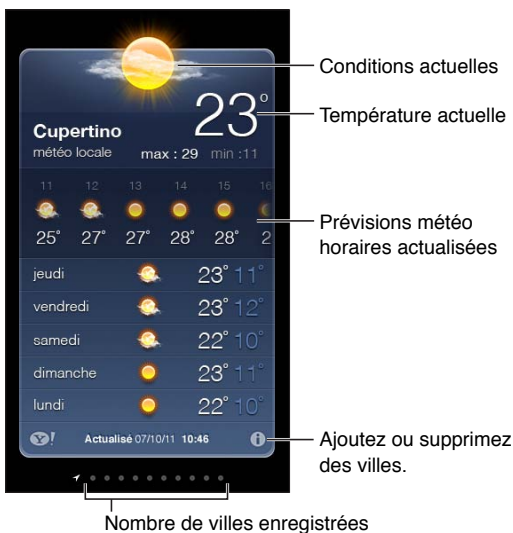 Conditions actuelles
23°
Température actuelle
Cupertino
météo locale
max : 29 min :11
11 12 13 14 15 16
Prévisions météo
horaires actualisées
25° 27° 27° 28° 28° 2
jeudi 23° 11°
vendredi 23° 12°
samedi 22° 10°
dimanche 23° 11°
lundi 22° 10°
Y! Actualisé 07/10/11 10:46 i
Ajoutez ou supprimez
des villes.
Nombre de villes enregistrées